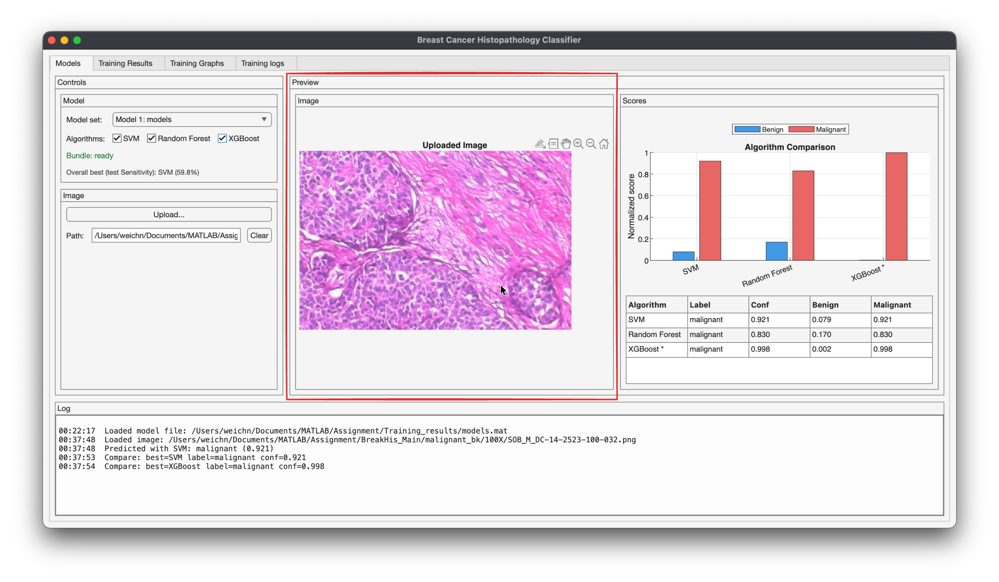 Breast Cancer Histopathology Classifier
Models Training Results Training Graphs Training logs
Controls
Model
Model set: Model 1: models
Algorithms: SVM Random Forest XGBoost
Bundle: ready
Overall best (test Sensitivity): SVM (59.8%)
Image
Upload...
Path: /Users/weichn/Documents/MATLAB/Assig Clear
Preview
Image
Uploaded Image
Scores
Benign Malignant
Algorithm Comparison
Normalized score
1
0.8
0.6
0.4
0.2
0
SVM Random Forest XGBoost *
Algorithm Label Conf Benign Malignant
SVM malignant 0.921 0.079 0.921
Random Forest malignant 0.830 0.170 0.830
XGBoost * malignant 0.998 0.002 0.998
Log
00:22:17 Loaded model file: /Users/weichn/Documents/MATLAB/Assignment/Training_results/models.mat
00:37:48 Loaded image: /Users/weichn/Documents/MATLAB/Assignment/BreakHis_Main/malignant_bk/100X/SOB_M_DC-14-2523-100-032.png
00:37:48 Predicted with SVM: malignant (0.921)
00:37:53 Compare: best=SVM label=malignant conf=0.921
00:37:54 Compare: best=XGBoost label=malignant conf=0.998